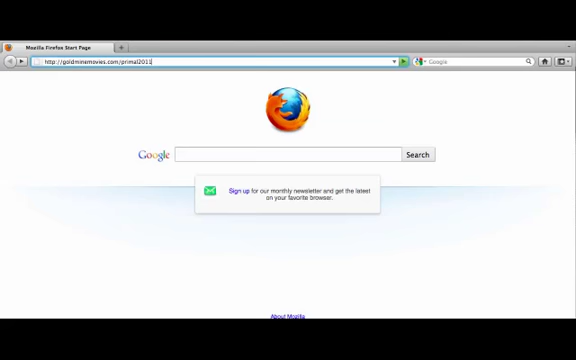 Mozilla Firefox Start Page
http://goldminemovies.com/primal2011
Google
Google
Search
Sign up for our monthly newsletter and get the latest
on your favorite browser.
About Mozilla